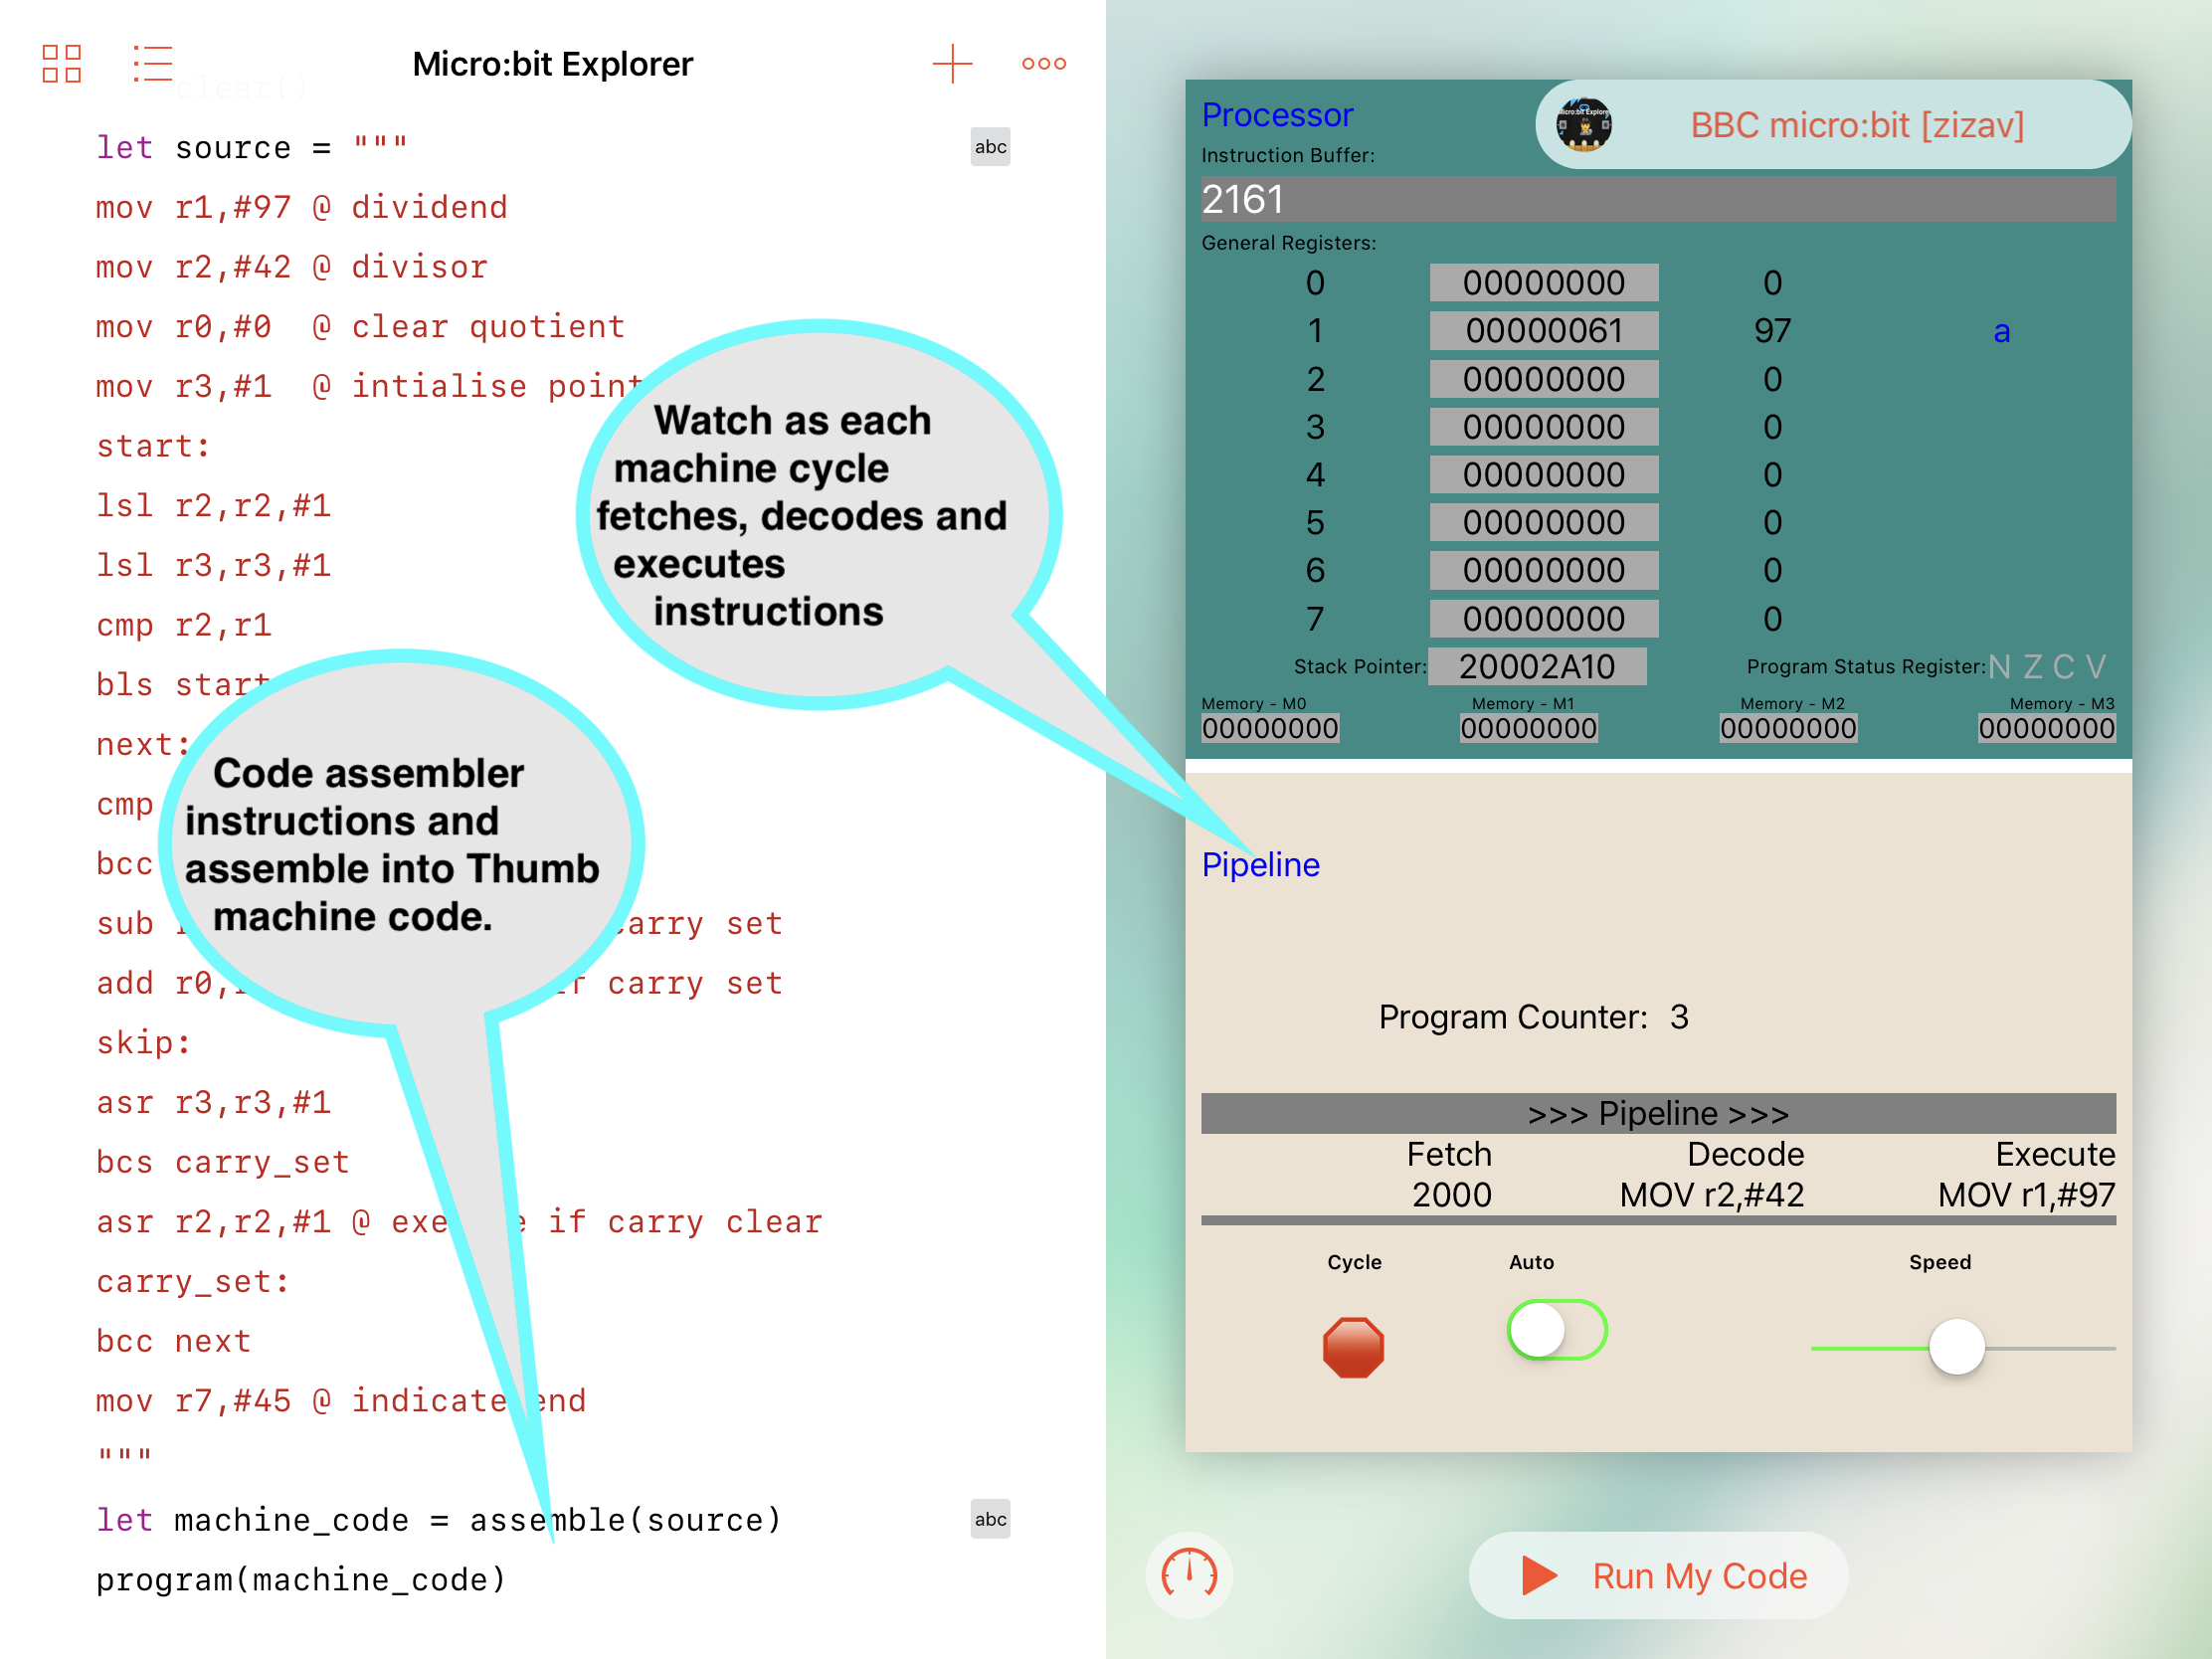 Micro:bit Explorer
clear()
let source = """
abc
mov r1,#97 @ dividend
mov r2,#42 @ divisor
mov r0,#0  @ clear quotient
mov r3,#1  @ intialise point
start:
lsl r2,r2,#1
lsl r3,r3,#1
cmp r2,r1
bls start
next:
cmp
bcc
sub carry set
add r0, if carry set
skip:
asr r3,r3,#1
bcs carry_set
asr r2,r2,#1 @ if carry clear
carry_set:
bcc next
mov r7,#45 @ indicate end
"""
let machine_code = assemble(source)
abc
program(machine_code)
Watch as each
machine cycle
fetches, decodes and
executes
instructions
Code assembler
instructions and
assemble into Thumb
machine code.
Processor
BBC micro:bit [zizav]
Instruction Buffer:
2161
General Registers:
0 00000000 0
1 00000061 97 a
2 00000000 0
3 00000000 0
4 00000000 0
5 00000000 0
6 00000000 0
7 00000000 0
Stack Pointer: 20002A10 Program Status Register: N Z C V
Memory - M0 Memory - M1 Memory - M2 Memory - M3
00000000 00000000 00000000 00000000
Pipeline
Program Counter: 3
>>> Pipeline >>>
Fetch Decode Execute
2000 MOV r2,#42 MOV r1,#97
Cycle Auto Speed
Run My Code